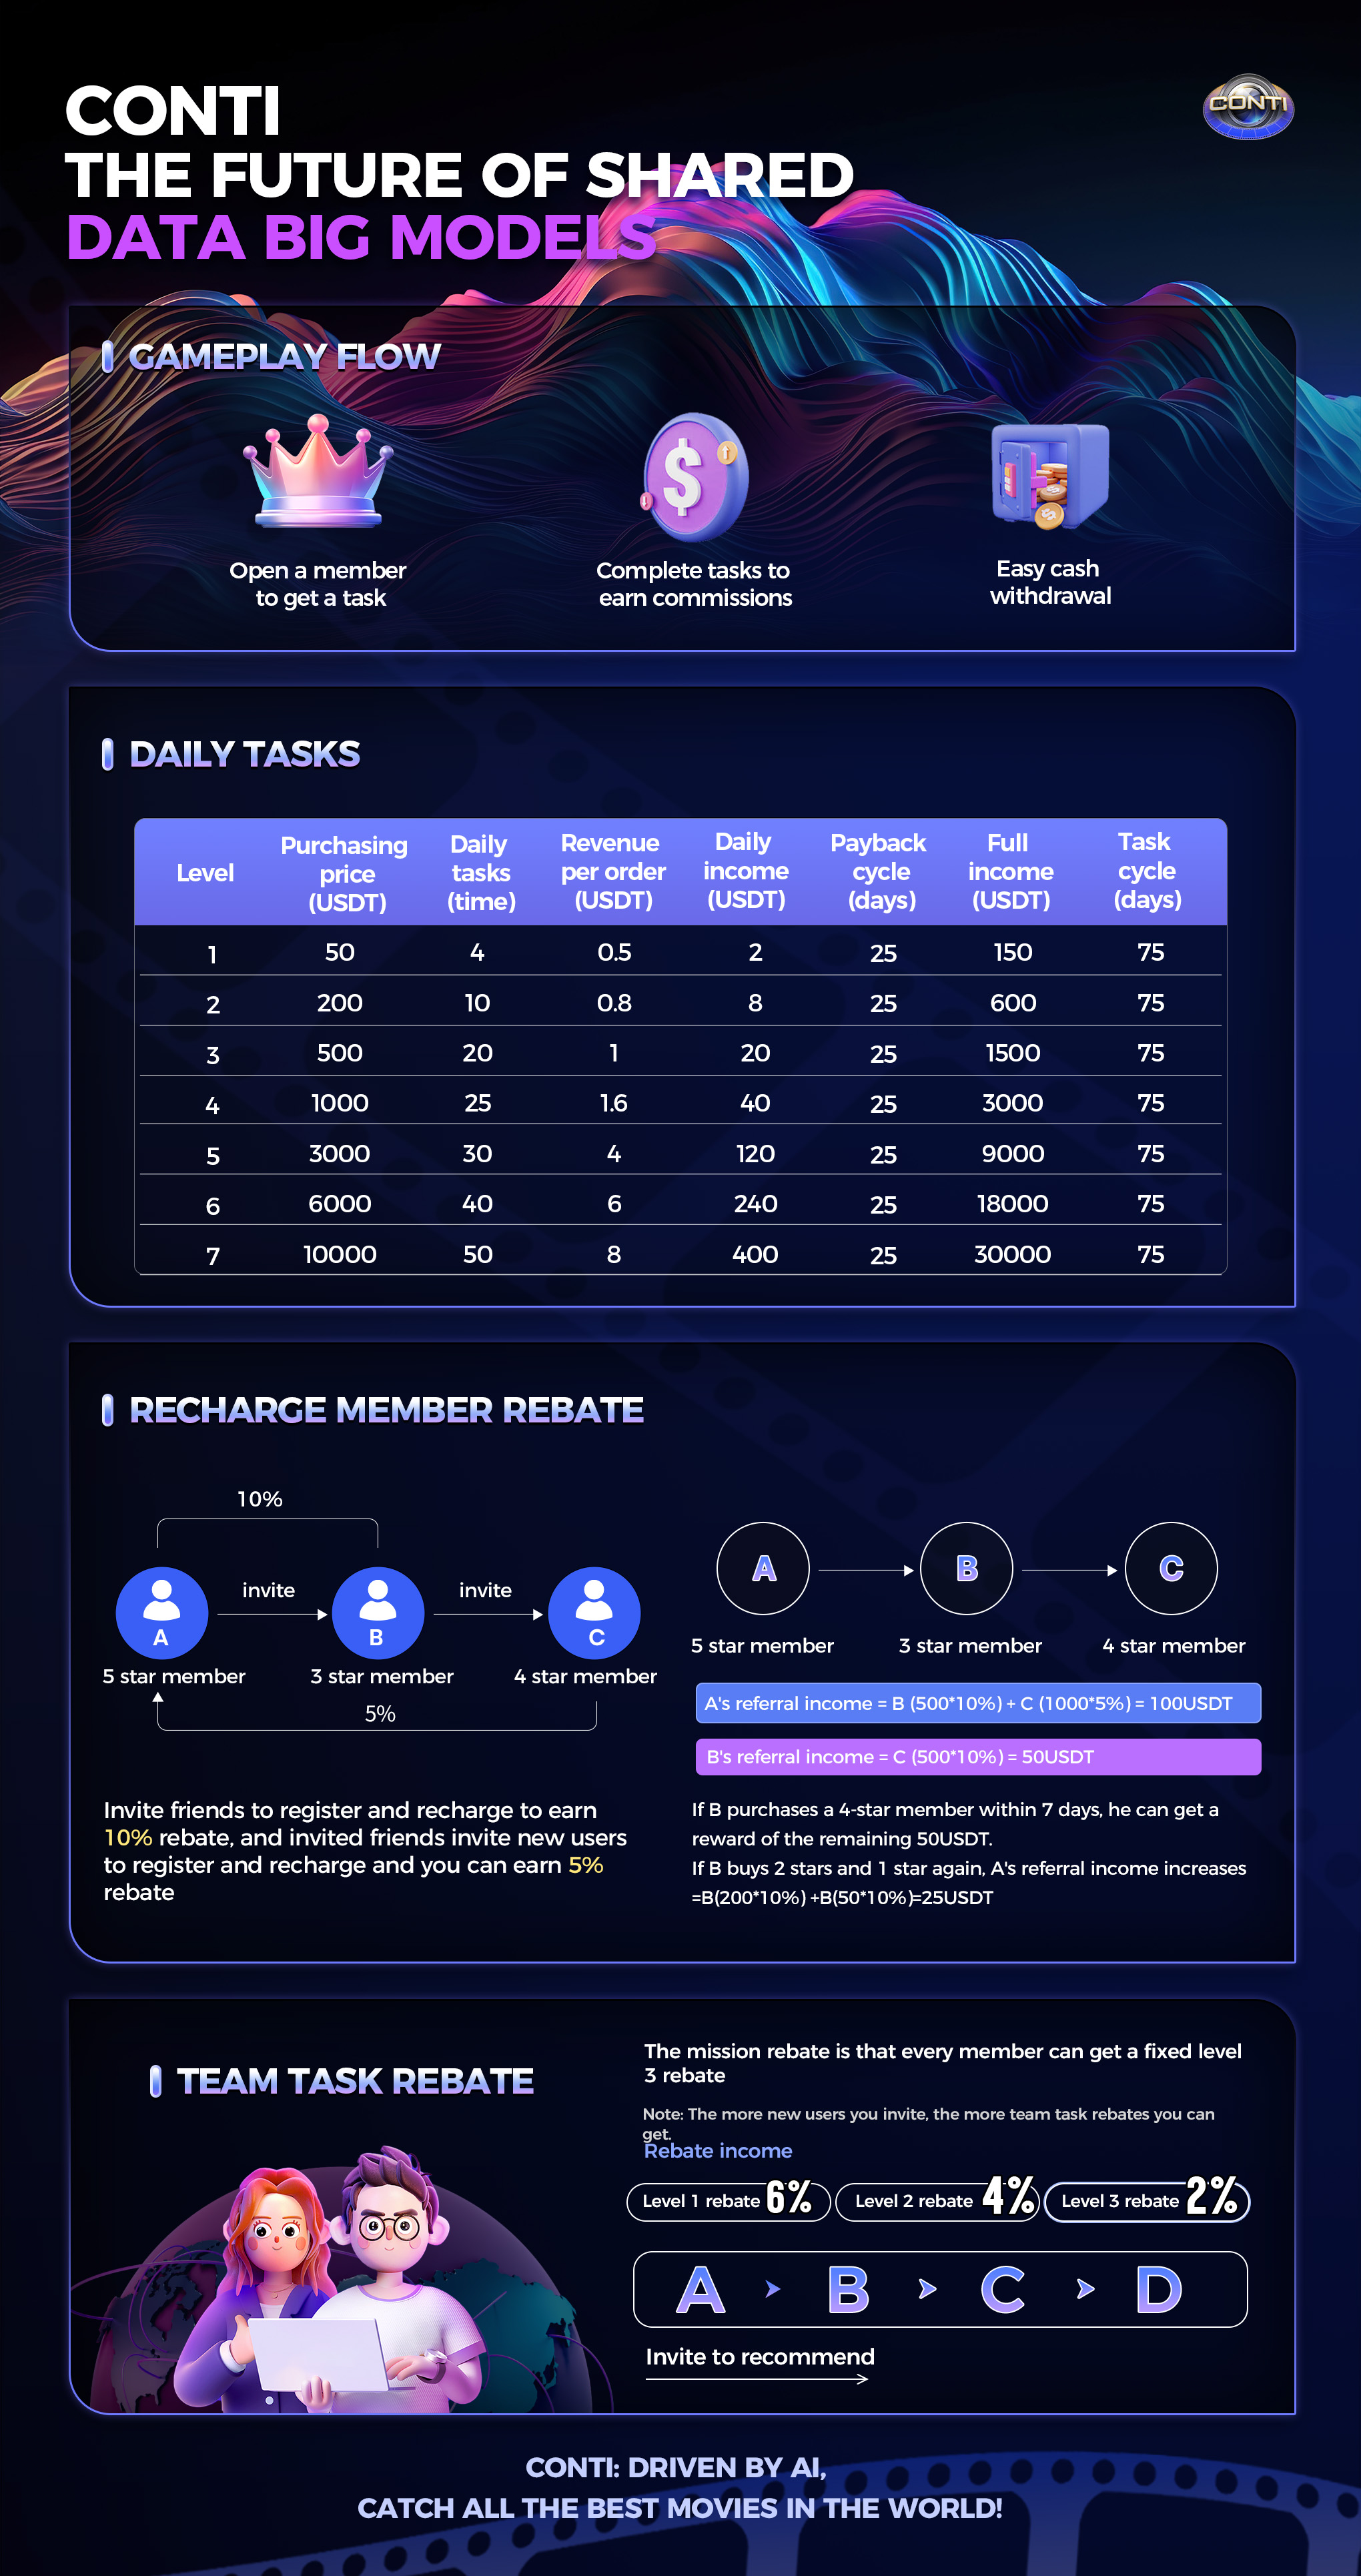 CONTI
CONTI
THE FUTURE OF SHARED
DATA BIG MODELS
GAMEPLAY FLOW
Open a member
to get a task
Complete tasks to
earn commissions
Easy cash
withdrawal
DAILY TASKS
Level Purchasing price (USDT) Daily tasks (time) Revenue per order (USDT) Daily income (USDT) Payback cycle (days) Full income (USDT) Task cycle (days)
1 50 4 0.5 2 25 150 75
2 200 10 0.8 8 25 600 75
3 500 20 1 20 25 1500 75
4 1000 25 1.6 40 25 3000 75
5 3000 30 4 120 25 9000 75
6 6000 40 6 240 25 18000 75
7 10000 50 8 400 25 30000 75
RECHARGE MEMBER REBATE
10%
invite invite
A B C
5 star member 3 star member 4 star member
5%
Invite friends to register and recharge to earn
10% rebate, and invited friends invite new users
to register and recharge and you can earn 5%
rebate
A B C
5 star member 3 star member 4 star member
A's referral income = B (500*10%) + C (1000*5%) = 100USDT
B's referral income = C (500*10%) = 50USDT
If B purchases a 4-star member within 7 days, he can get a
reward of the remaining 50USDT.
If B buys 2 stars and 1 star again, A's referral income increases
=B(200*10%) +B(50*10%)=25USDT
TEAM TASK REBATE
The mission rebate is that every member can get a fixed level
3 rebate
Note: The more new users you invite, the more team task rebates you can
get.
Rebate income
Level 1 rebate 6% Level 2 rebate 4% Level 3 rebate 2%
A B C D
Invite to recommend
CONTI: DRIVEN BY AI,
CATCH ALL THE BEST MOVIES IN THE WORLD!